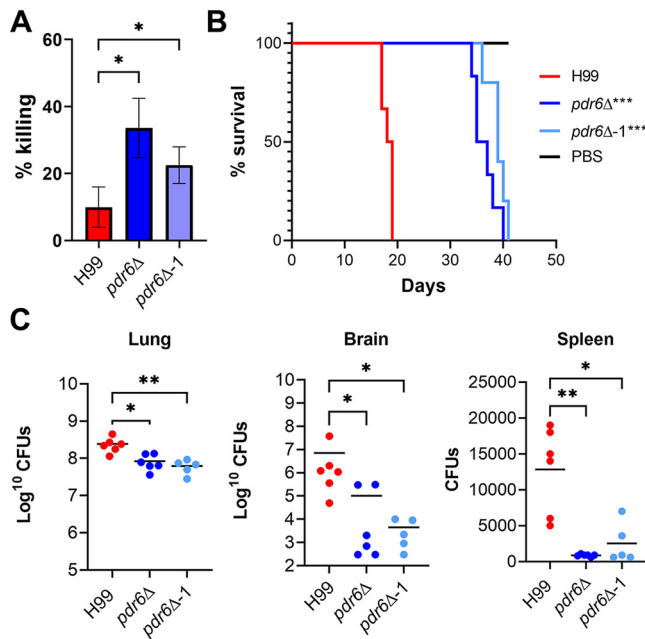 A
% killing
60
40
20
0
*
*
H99
pdr6Δ
pdr6Δ-1
B
% survival
100
50
0
0 10 20 30 40 50
Days
H99
pdr6Δ***
pdr6Δ-1***
PBS
C
Lung
Log¹⁰ CFUs
10
9
8
7
6
5
**
*
H99
pdr6Δ
pdr6Δ-1
Brain
Log¹⁰ CFUs
10
9
8
7
6
5
4
3
2
*
*
H99
pdr6Δ
pdr6Δ-1
Spleen
CFUs
25000
20000
15000
10000
5000
0
*
**
H99
pdr6Δ
pdr6Δ-1